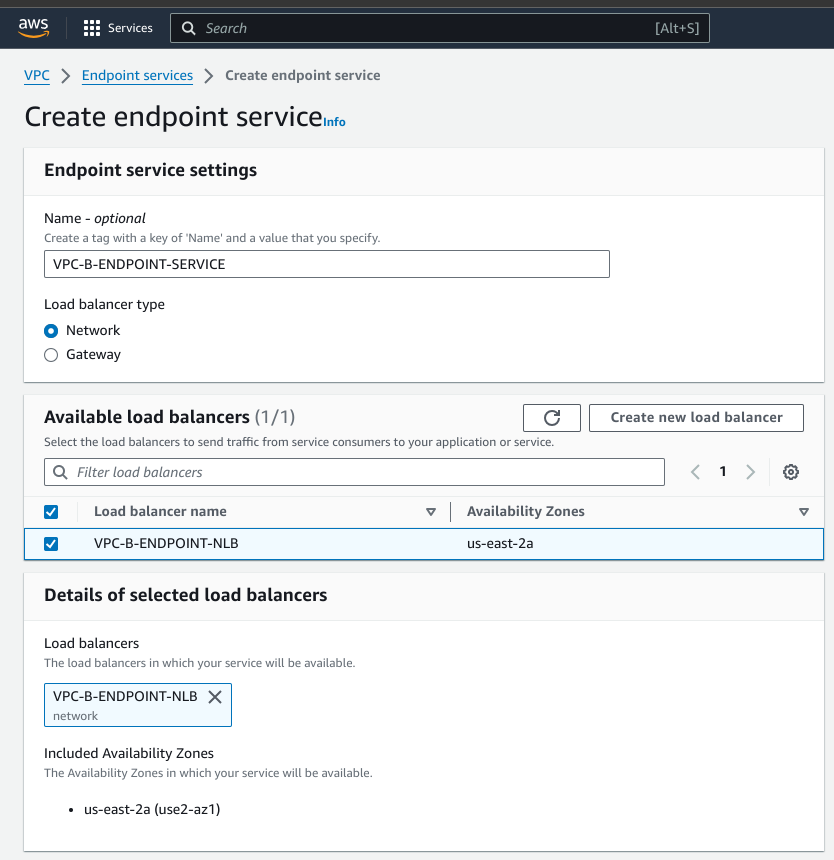 aws
Services
Search [Alt+S]
VPC > Endpoint services > Create endpoint service
Create endpoint service Info
Endpoint service settings
Name - optional
Create a tag with a key of 'Name' and a value that you specify.
VPC-B-ENDPOINT-SERVICE
Load balancer type
Network
Gateway
Available load balancers (1/1)
Create new load balancer
Select the load balancers to send traffic from service consumers to your application or service.
Filter load balancers
1
Load balancer name Availability Zones
VPC-B-ENDPOINT-NLB us-east-2a
Details of selected load balancers
Load balancers
The load balancers in which your service will be available.
VPC-B-ENDPOINT-NLB
network
Included Availability Zones
The Availability Zones in which your service will be available.
• us-east-2a (use2-az1)